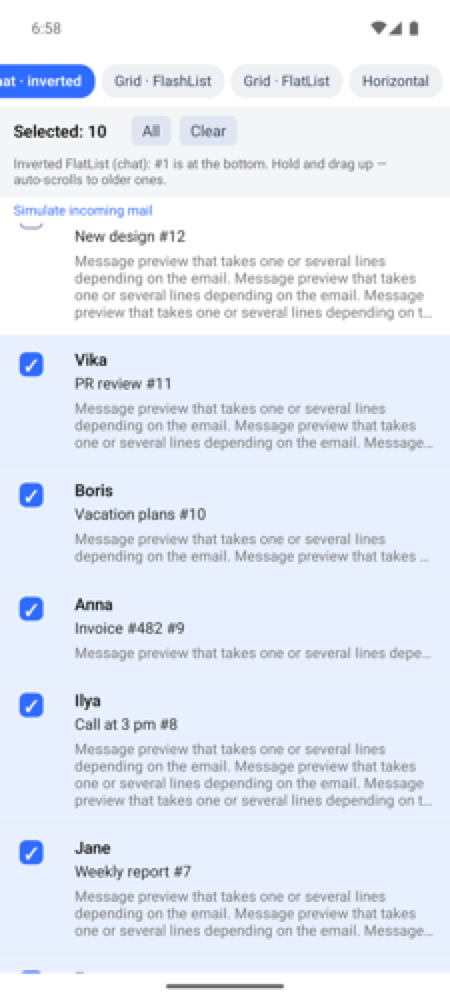 6:58
at · inverted
Grid · FlashList
Grid · FlatList
Horizontal
Selected: 10
All
Clear
Inverted FlatList (chat): #1 is at the bottom. Hold and drag up —
auto-scrolls to older ones.
Simulate incoming mail
New design #12
Message preview that takes one or several lines
depending on the email. Message preview that takes
one or several lines depending on the email. Message
preview that takes one or several lines depending on t...
Vika
PR review #11
Message preview that takes one or several lines
depending on the email. Message preview that takes
one or several lines depending on the email. Message...
Boris
Vacation plans #10
Message preview that takes one or several lines
depending on the email. Message preview that takes ...
Anna
Invoice #482 #9
Message preview that takes one or several lines depe...
Ilya
Call at 3 pm #8
Message preview that takes one or several lines
depending on the email. Message preview that takes
one or several lines depending on the email. Message
preview that takes one or several lines depending on t...
Jane
Weekly report #7
Message preview that takes one or several lines
depending on the email. Message preview that takes
one or several lines depending on the email. Message...